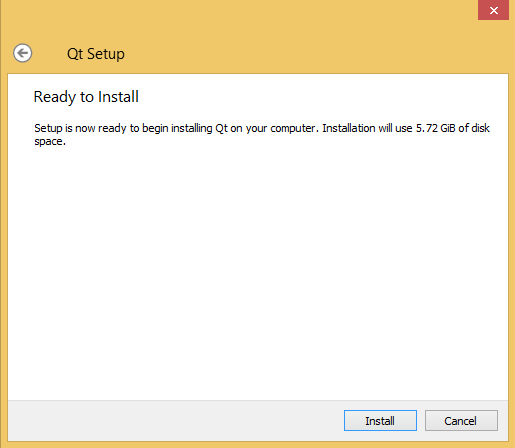 Qt Setup
Ready to Install
Setup is now ready to begin installing Qt on your computer. Installation will use 5.72 GiB of disk
space.
Install
Cancel